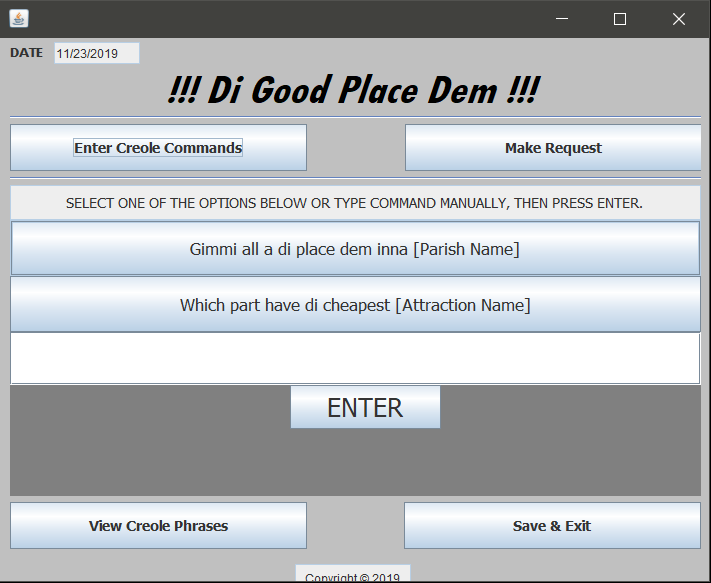 DATE 11/23/2019
!!! Di Good Place Dem !!!
Enter Creole Commands
Make Request
SELECT ONE OF THE OPTIONS BELOW OR TYPE COMMAND MANUALLY, THEN PRESS ENTER.
Gimmi all a di place dem inna [Parish Name]
Which part have di cheapest [Attraction Name]
ENTER
View Creole Phrases
Save & Exit
Copyright © 2019